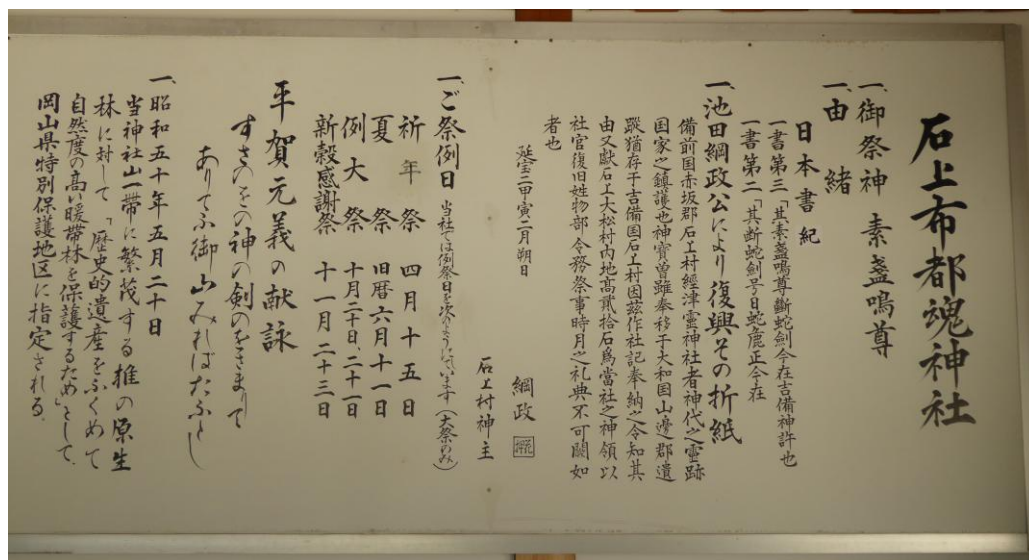 石上布都魂神社
一、御祭神 素盞嗚尊
一、由緒
日本書紀
一書第三「其素盞嗚尊斷蛇劍今在吉備神許也
一書第二「其断蛇劍号曰蛇麁正今在
一、池田綱政公により復興その折紙
備前国赤坂郡石上村經津靈神社者神代之霊跡
国家之鎮護也神寶曽雖奉移于大和国山邊郡遺
蹤猶存于吉備国石上村因茲作社記奉納之令知其
由又献石上大松村内地髙貳拾石爲當社之神領以
社官復旧姓物部令務祭事時月之礼典不可闕如
者也
延宝二甲寅二月朔日
綱政
石上村神主
一、ご祭例日 当社では例祭日を次のようにしています(大祭のみ)
祈年祭 四月十五日
夏祭 旧暦六月十一日
例大祭 十月二十日、二十一日
新穀感謝祭 十一月二十三日
平賀元義の献詠
すさのをの神の剣のをさまりて
ありてふ御山みればたふとし
一、昭和五十年五月二十日
当神社山一帯に繁茂する椎の原生
林に対して「歴史的遺産をふくめて
自然度の高い暖帯林を保護するため」として、
岡山県特別保護地区に指定される。